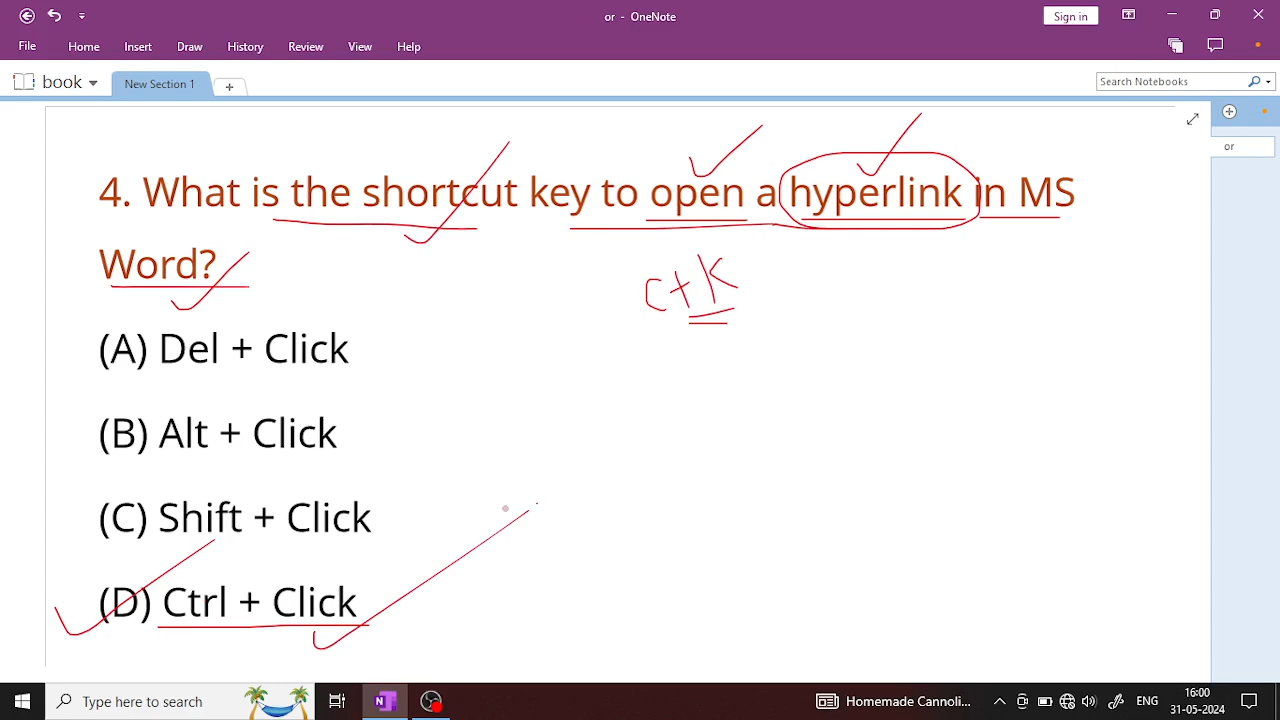 or - OneNote
Sign in
File Home Insert Draw History Review View Help
book New Section 1 + Search Notebooks
or
4. What is the shortcut key to open a hyperlink in MS
Word?
C+K
(A) Del + Click
(B) Alt + Click
(C) Shift + Click
(D) Ctrl + Click
Type here to search N Homemade Cannoli... ENG 16:00
31-05-2024